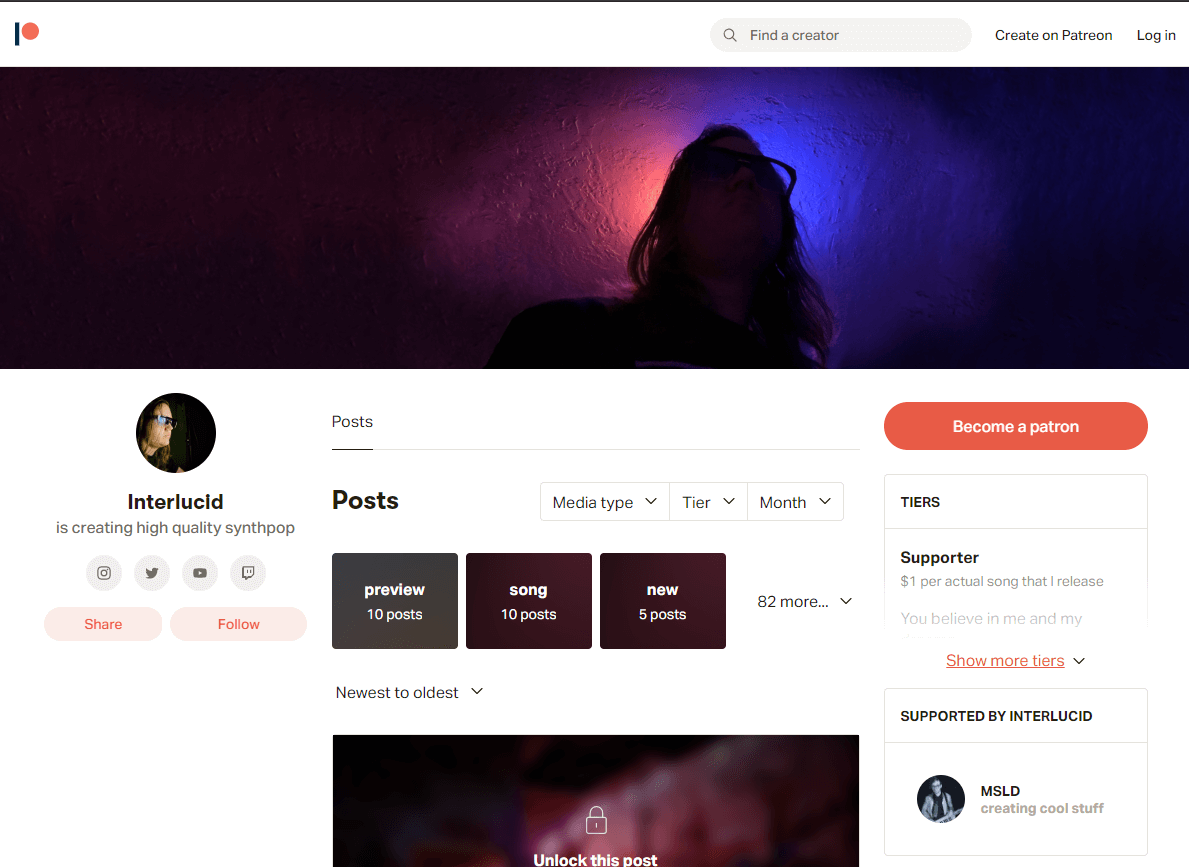 Find a creator
Create on Patreon
Log in
Interlucid
is creating high quality synthpop
Share
Follow
Posts
Posts
Media type
Tier
Month
preview
10 posts
song
10 posts
new
5 posts
82 more...
Newest to oldest
Unlock this post
Become a patron
TIERS
Supporter
$1 per actual song that I release
You believe in me and my
Show more tiers
SUPPORTED BY INTERLUCID
MSLD
creating cool stuff